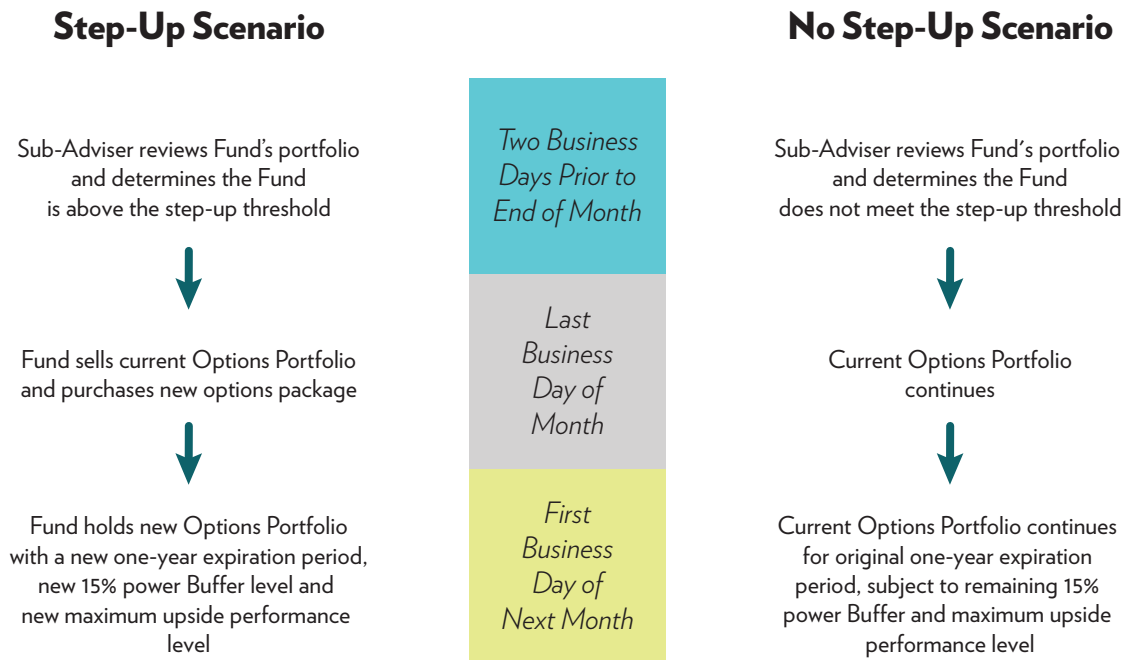 Step-Up Scenario
No Step-Up Scenario
Sub-Adviser reviews Fund's portfolio
and determines the Fund
is above the step-up threshold
Two Business
Days Prior to
End of Month
Sub-Adviser reviews Fund's portfolio
and determines the Fund
does not meet the step-up threshold
Fund sells current Options Portfolio
and purchases new options package
Last
Business
Day of
Month
Current Options Portfolio
continues
Fund holds new Options Portfolio
with a new one-year expiration period,
new 15% power Buffer level and
new maximum upside performance
level
First
Business
Day of
Next Month
Current Options Portfolio continues
for original one-year expiration
period, subject to remaining 15%
power Buffer and maximum upside
performance level